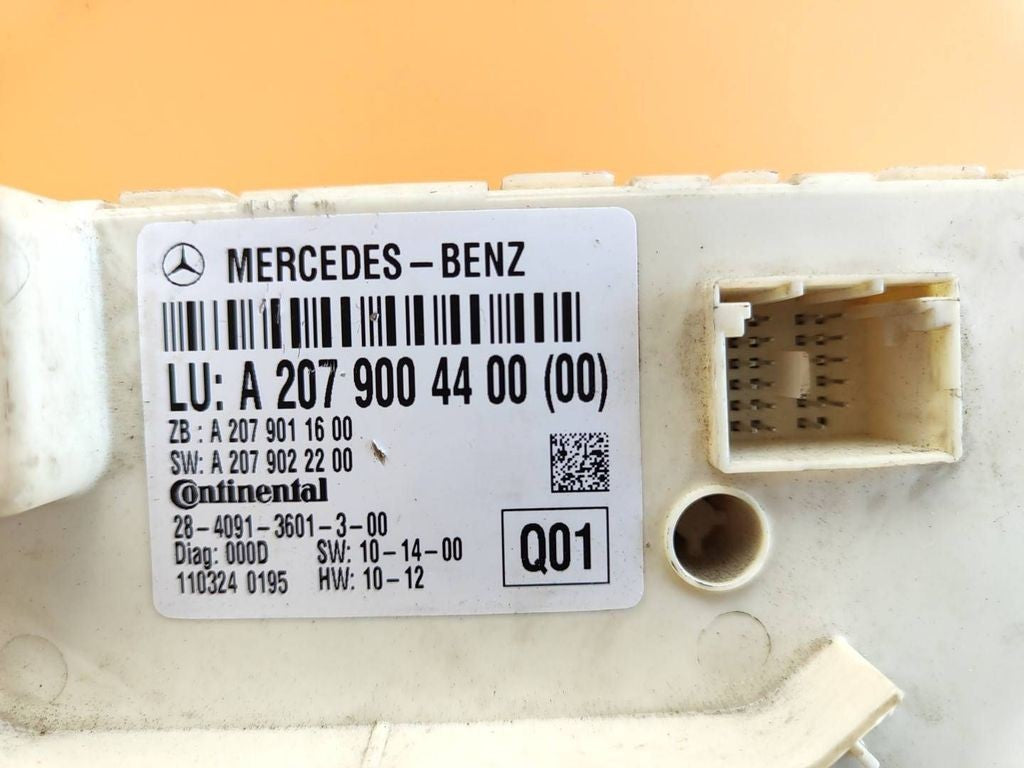 MERCEDES-BENZ
LU: A 207 900 44 00 (00)
ZB : A 207 901 16 00
SW: A 207 902 22 00
Continental
28-4091-3601-3-00
Diag: 000D SW: 10-14-00
110324 0195 HW: 10-12
Q01